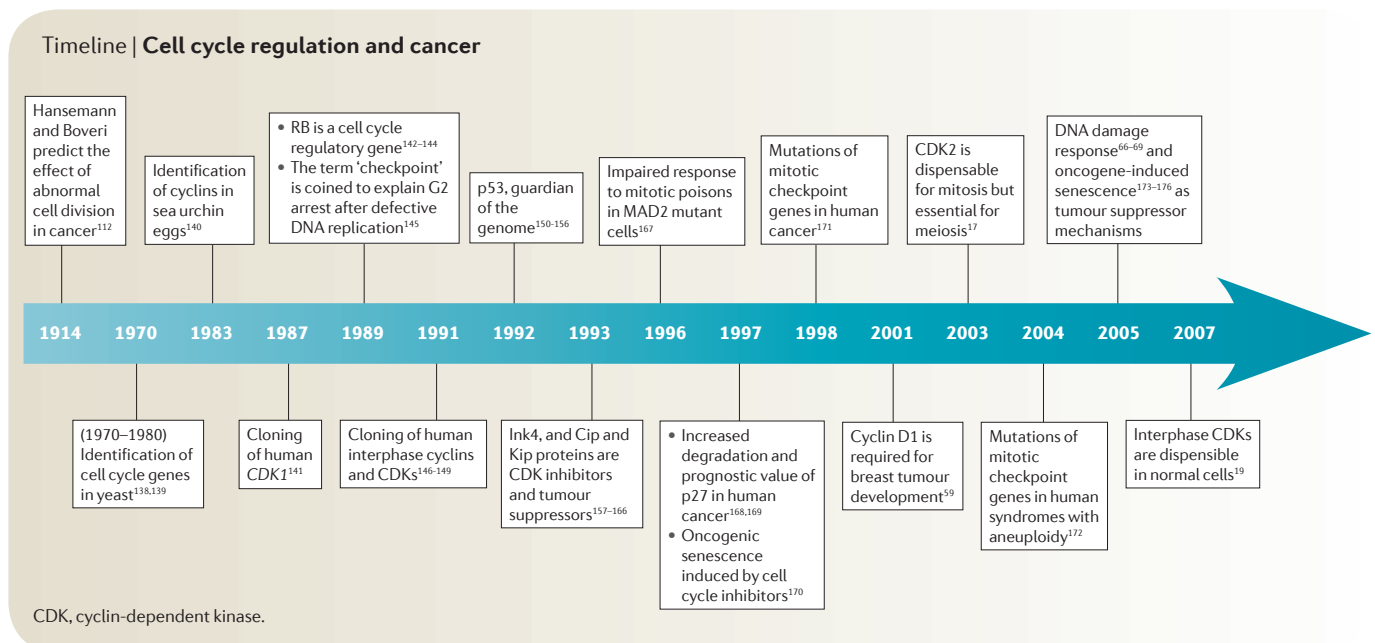 Timeline | Cell cycle regulation and cancer
Hansemann
and Boveri
predict the
effect of
abnormal
cell division
in cancer112
Identification
of cyclins in
sea urchin
eggs140
• RB is a cell cycle
regulatory gene142–144
• The term ‘checkpoint’
is coined to explain G2
arrest after defective
DNA replication145
p53, guardian
of the
genome150-156
Impaired response
to mitotic poisons
in MAD2 mutant
cells167
Mutations of
mitotic
checkpoint
genes in human
cancer171
CDK2 is
dispensable
for mitosis but
essential for
meiosis17
DNA damage
response66–69 and
oncogene-induced
senescence173–176 as
tumour suppressor
mechanisms
1914 1970 1983 1987 1989 1991 1992 1993 1996 1997 1998 2001 2003 2004 2005 2007
(1970–1980)
Identification of
cell cycle genes
in yeast138,139
Cloning
of human
CDK1141
Cloning of human
interphase cyclins
and CDKs146-149
Ink4, and Cip and
Kip proteins are
CDK inhibitors
and tumour
suppressors157–166
• Increased
degradation and
prognostic value of
p27 in human
cancer168,169
• Oncogenic
senescence
induced by cell
cycle inhibitors170
Cyclin D1 is
required for
breast tumour
development59
Mutations of
mitotic
checkpoint
genes in human
syndromes with
aneuploidy172
Interphase CDKs
are dispensible
in normal cells19
CDK, cyclin-dependent kinase.